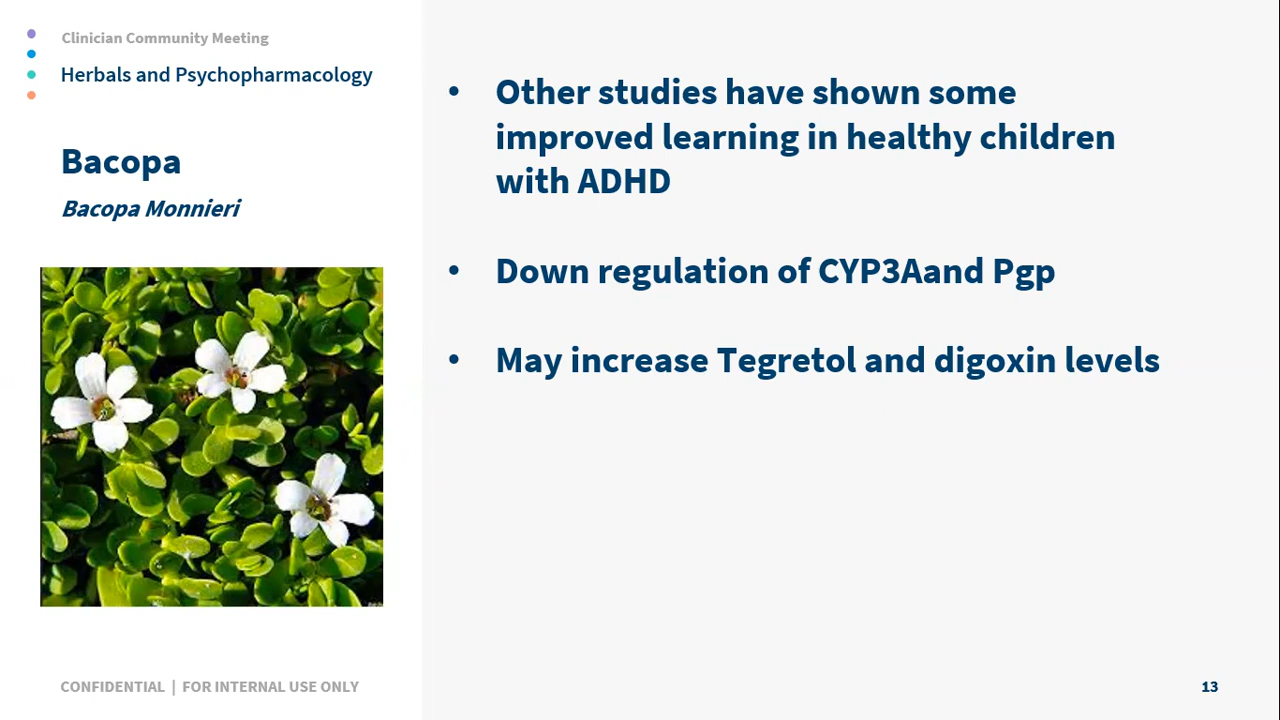 Clinician Community Meeting
Herbals and Psychopharmacology
Bacopa
Bacopa Monnieri
• Other studies have shown some
improved learning in healthy children
with ADHD
• Down regulation of CYP3Aand Pgp
• May increase Tegretol and digoxin levels
CONFIDENTIAL | FOR INTERNAL USE ONLY
13